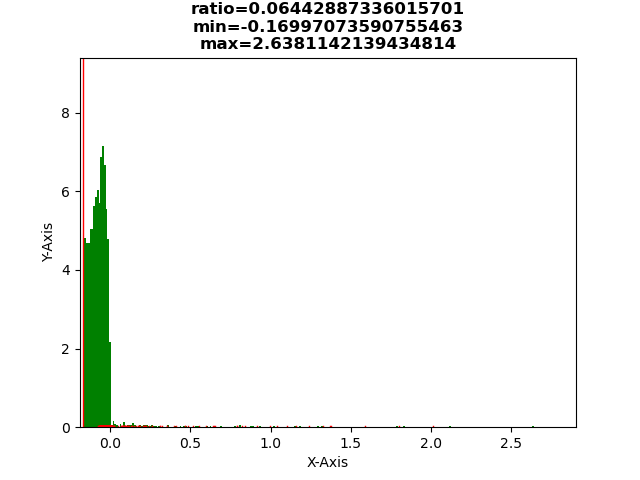 ratio=0.06442887336015701
min=-0.16997073590755463
max=2.6381142139434814
8
6
4
2
0
Y-Axis
0.0 0.5 1.0 1.5 2.0 2.5
X-Axis